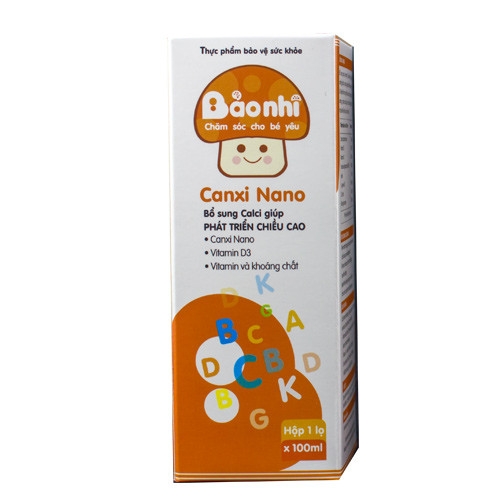 Thực phẩm bảo vệ sức khỏe
Bảo nhi
Chăm sóc cho bé yêu
Canxi Nano
Bổ sung Calci giúp
PHÁT TRIỂN CHIỀU CAO
• Canxi Nano
• Vitamin D3
• Vitamin và khoáng chất
D K
G
B C A
D C B K D
B G
Hộp 1 lọ
x 100ml